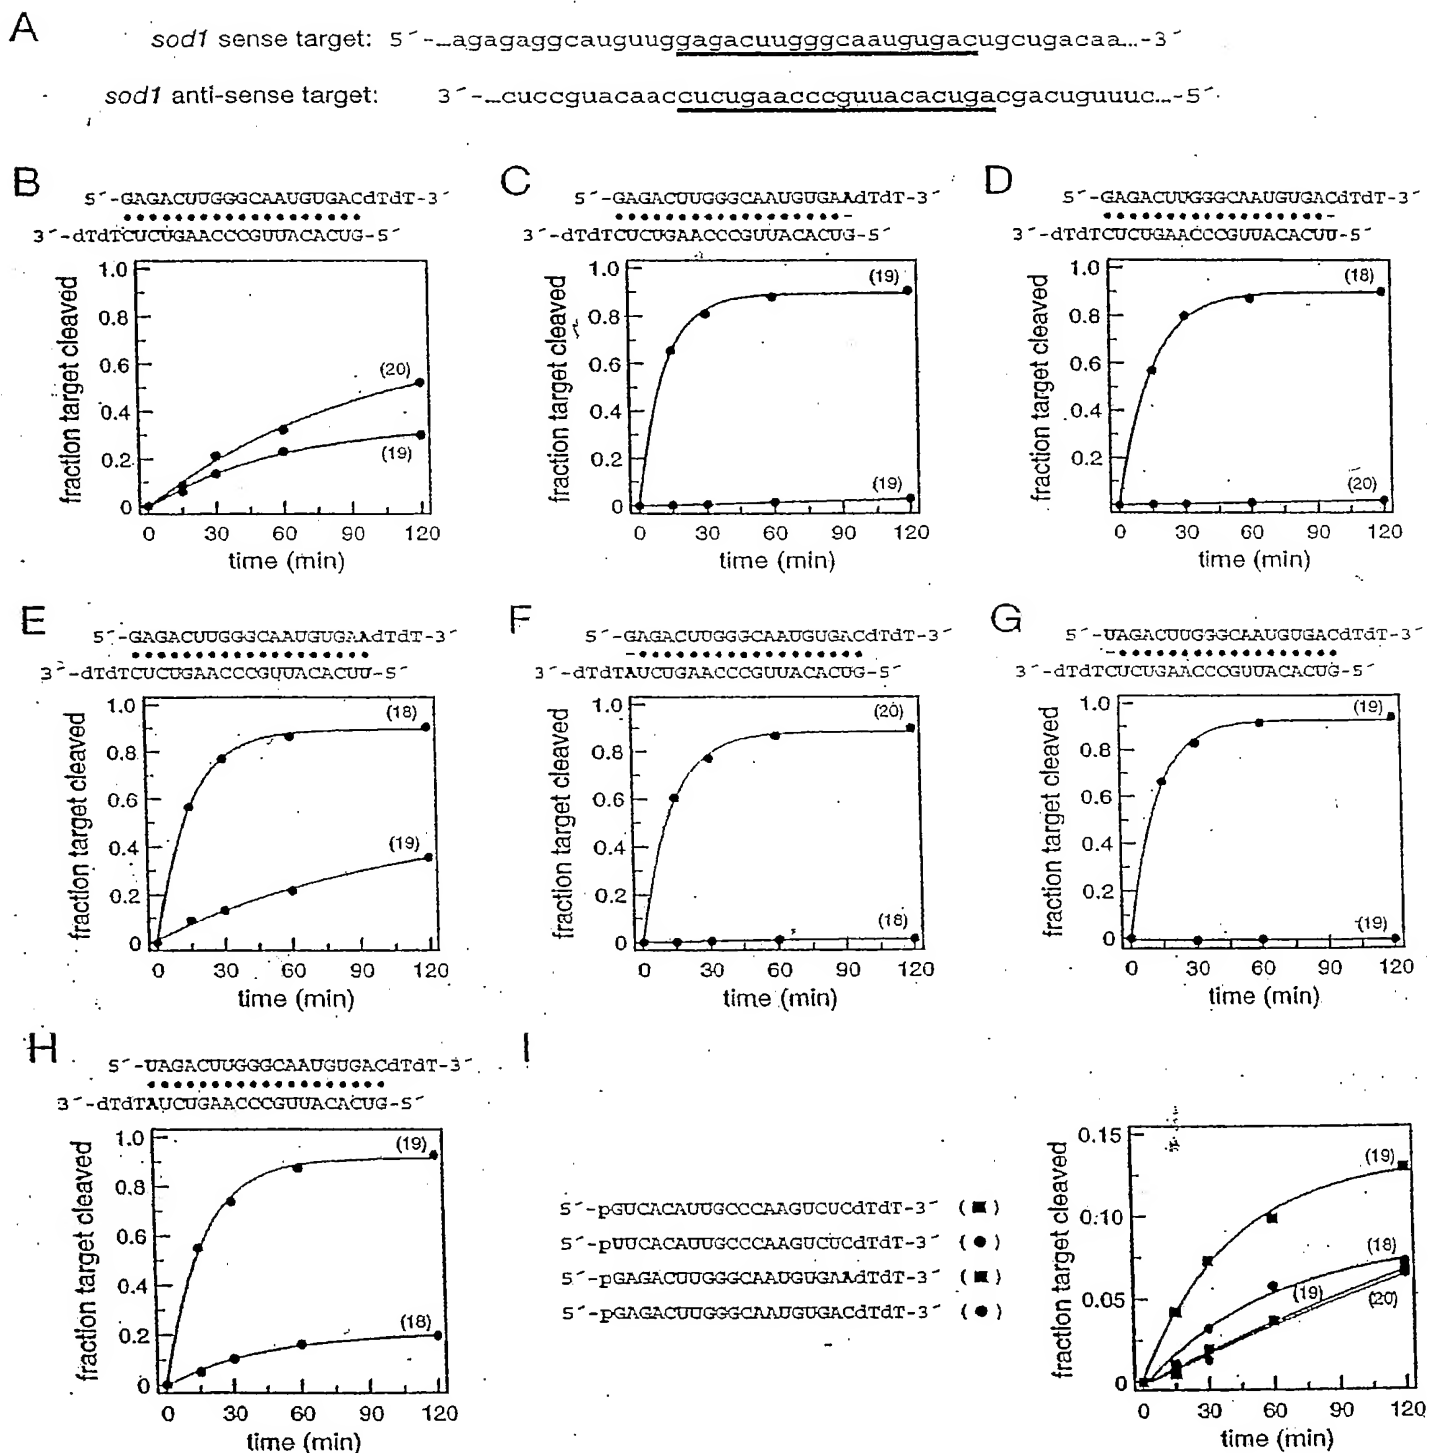 A
sod1 sense target: 5´-…agagaggcauguuggagacuugggcaaugugacugcugacaa…-3´
sod1 anti-sense target: 3´-…cuccguacaaccucugaacccguuacacugacgacuguuuc…-5´
B
5´-GAGACUUGGGCAAUGUGACdTdT-3´
3´-dTdTCUCUGAACCCGUUACACUG-5´
fraction target cleaved
1.0
0.8
0.6
0.4
0.2
0
(20)
(19)
0 30 60 90 120
time (min)
C
5´-GAGACUUGGGCAAUGUGAAdTdT-3´
3´-dTdTCUCUGAACCCGUUACACUG-5´
fraction target cleaved
1.0
0.8
0.6
0.4
0.2
0
(19)
(19)
0 30 60 90 120
time (min)
D
5´-GAGACUUGGGCAAUGUGACdTdT-3´
3´-dTdTCUCUGAACCCGUUACACUU-5´
fraction target cleaved
1.0
0.8
0.6
0.4
0.2
(18)
(20)
0 30 60 90 120
time (min)
E
5´-GAGACUUGGGCAAUGUGAAdTdT-3´
3´-dTdTCUCUGAACCCGUUACACUU-5´
fraction target cleaved
1.0
0.8
0.6
0.4
0.2
0
(18)
(19)
0 30 60 90 120
time (min)
F
5´-GAGACUUGGGCAAUGUGACdTdT-3´
3´-dTdTAUCUGAACCCGUUACACUG-5´
fraction target cleaved
1.0
0.8
0.6
0.4
0.2
0
(20)
(18)
0 30 60 90 120
time (min)
G
5´-UAGACUUGGGCAAUGUGACdTdT-3´
3´-dTdTCUCUGAACCCGUUACACUG-5´
fraction target cleaved
1.0
0.8
0.6
0.4
0.2
0
(19)
(19)
0 30 60 90 120
time (min)
H
5´-UAGACUUGGGCAAUGUGACdTdT-3´
3´-dTdTAUCUGAACCCGUUACACUG-5´
fraction target cleaved
1.0
0.8
0.6
0.4
0.2
0
(19)
(18)
0 30 60 90 120
time (min)
I
5´-pGUCACAUUGCCCAAGUCUCdTdT-3´ (■)
5´-pUUCACAUUGCCCAAGUCUCdTdT-3´ (●)
5´-pGAGACUUGGGCAAUGUGAAdTdT-3´ (■)
5´-pGAGACUUGGGCAAUGUGACdTdT-3´ (●)
fraction target cleaved
0.15
0.10
0.05
0
(19)
(18)
(19)
(20)
0 30 60 90 120
time (min)